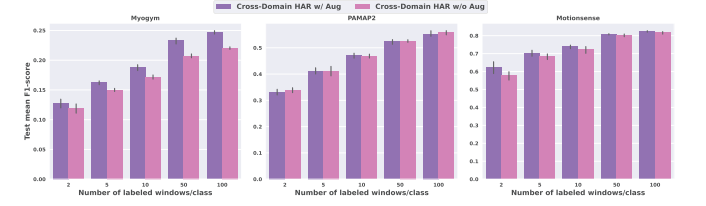 Cross-Domain HAR w/ Aug Cross-Domain HAR w/o Aug
Myogym
Test mean F1-score
0.25
0.20
0.15
0.10
0.05
0.00
2 5 10 50 100
Number of labeled windows/class
PAMAP2
0.5
0.4
0.3
0.2
0.1
0.0
2 5 10 50 100
Number of labeled windows/class
Motionsense
0.8
0.7
0.6
0.5
0.4
0.3
0.2
0.1
0.0
2 5 10 50 100
Number of labeled windows/class